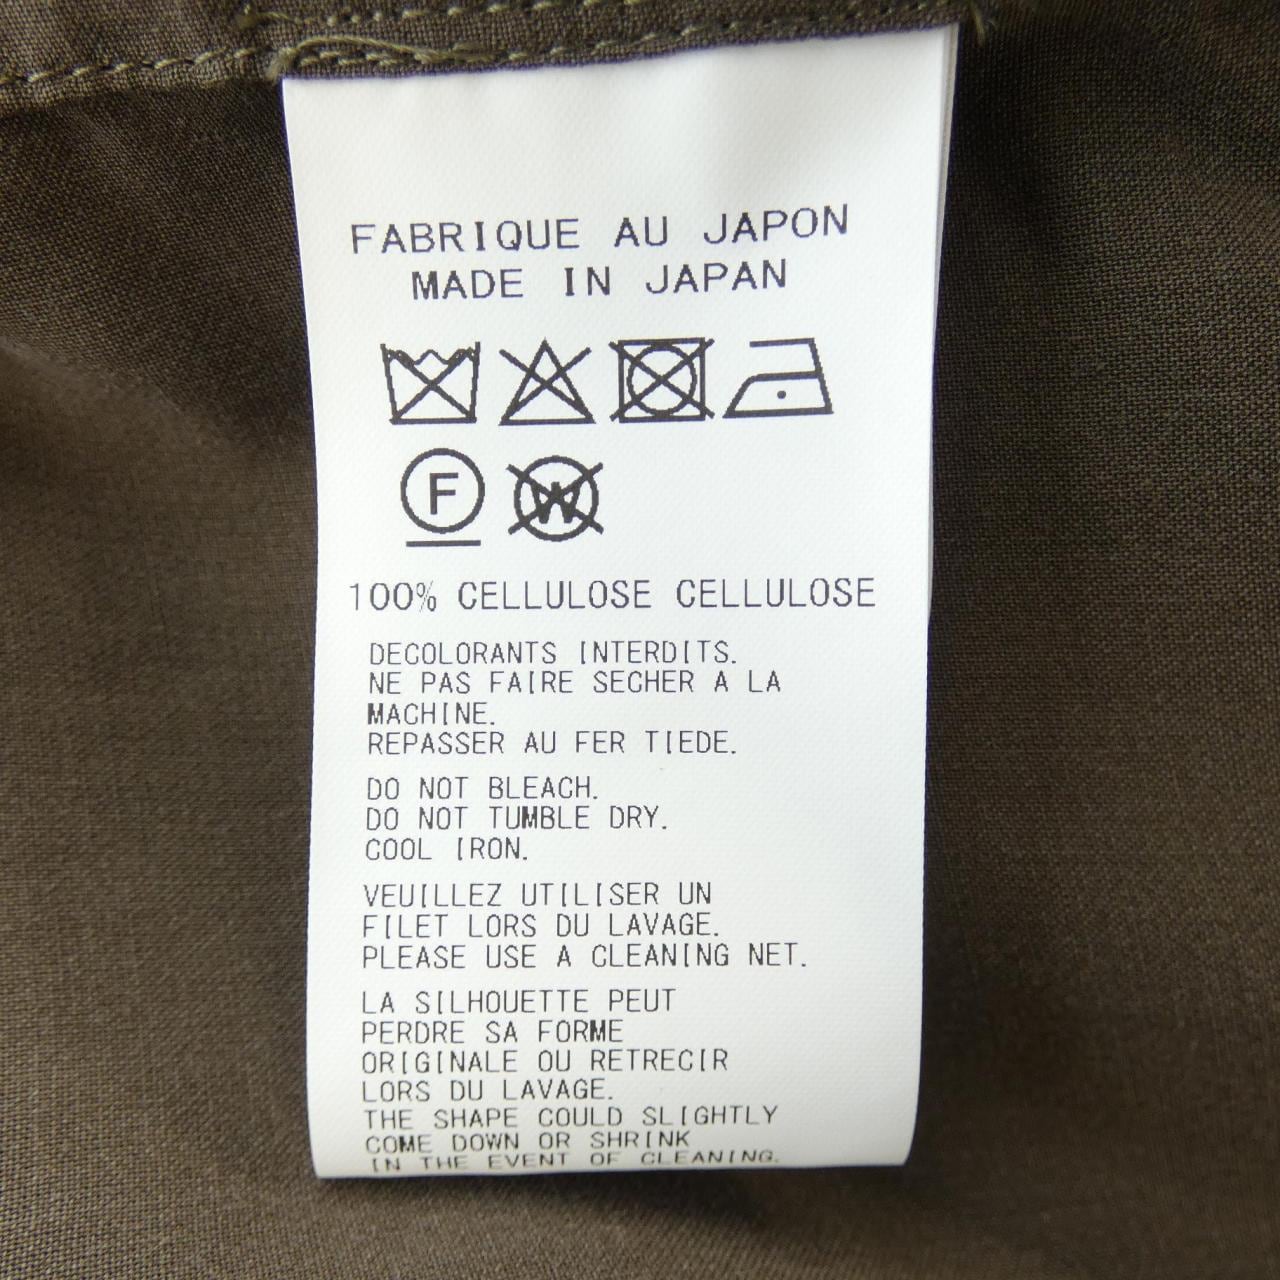 FABRIQUE AU JAPON
MADE IN JAPAN
F W
100% CELLULOSE CELLULOSE
DECOLORANTS INTERDITS.
NE PAS FAIRE SECHER A LA
MACHINE.
REPASSER AU FER TIEDE.
DO NOT BLEACH.
DO NOT TUMBLE DRY.
COOL IRON.
VEUILLEZ UTILISER UN
FILET LORS DU LAVAGE.
PLEASE USE A CLEANING NET.
LA SILHOUETTE PEUT
PERDRE SA FORME
ORIGINALE OU RETRECIR
LORS DU LAVAGE.
THE SHAPE COULD SLIGHTLY
COME DOWN OR SHRINK
IN THE EVENT OF CLEANING.